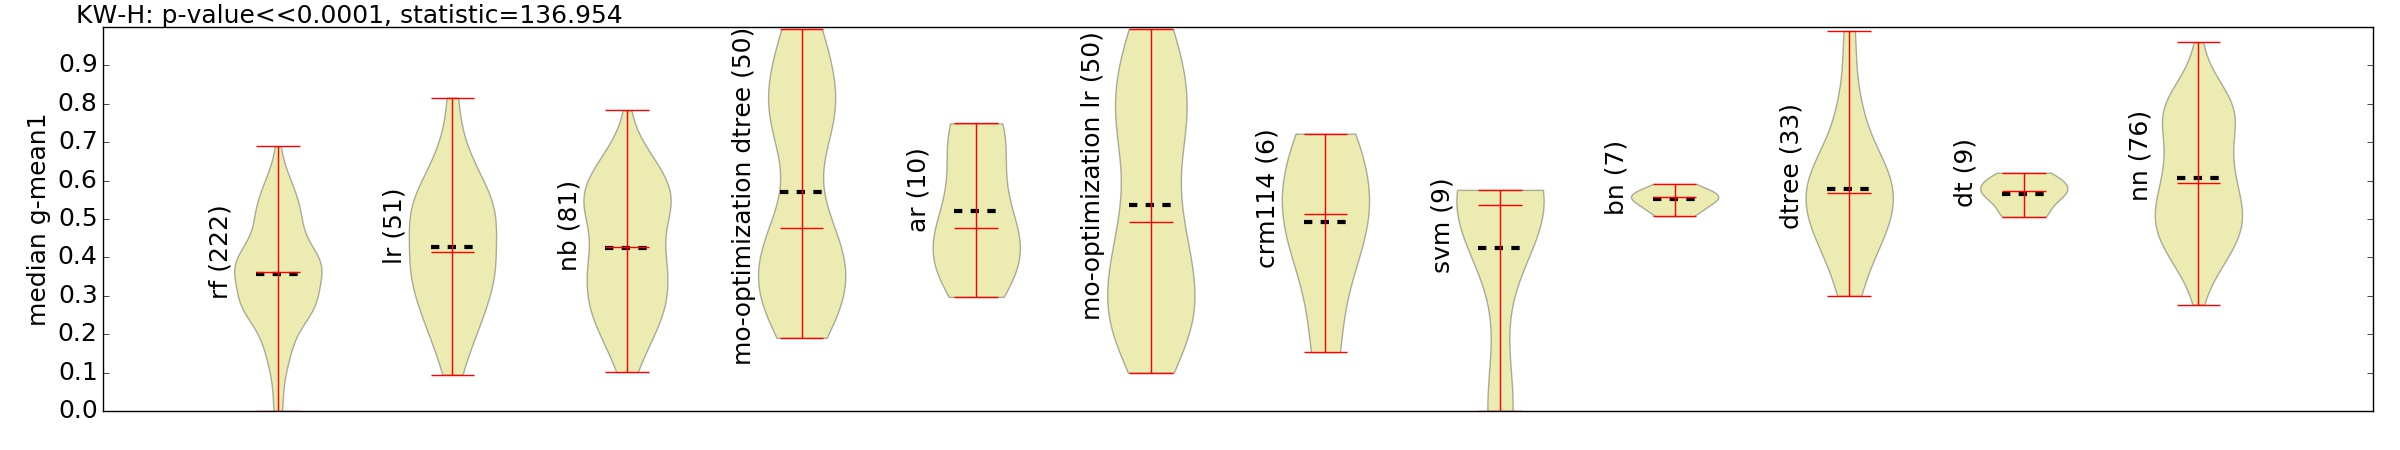 KW-H: p-value<<0.0001, statistic=136.954
median g-mean1
0.9
0.8
0.7
0.6
0.5
0.4
0.3
0.2
0.1
0.0
rf (222)
lr (51)
nb (81)
mo-optimization dtree (50)
ar (10)
mo-optimization lr (50)
crm114 (6)
svm (9)
bn (7)
dtree (33)
dt (9)
nn (76)